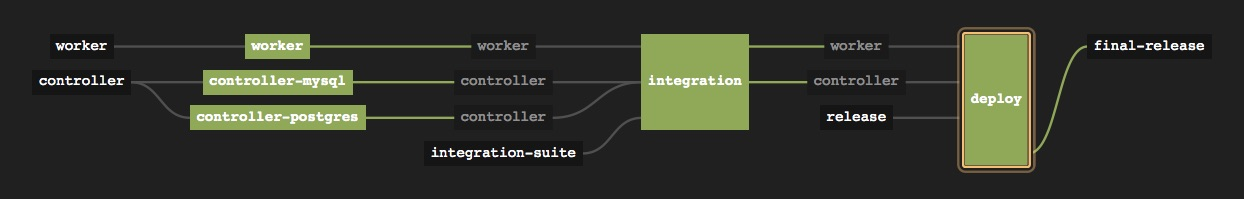 worker worker worker worker final-release
controller controller-mysql controller integration controller
deploy
controller-postgres controller release
integration-suite